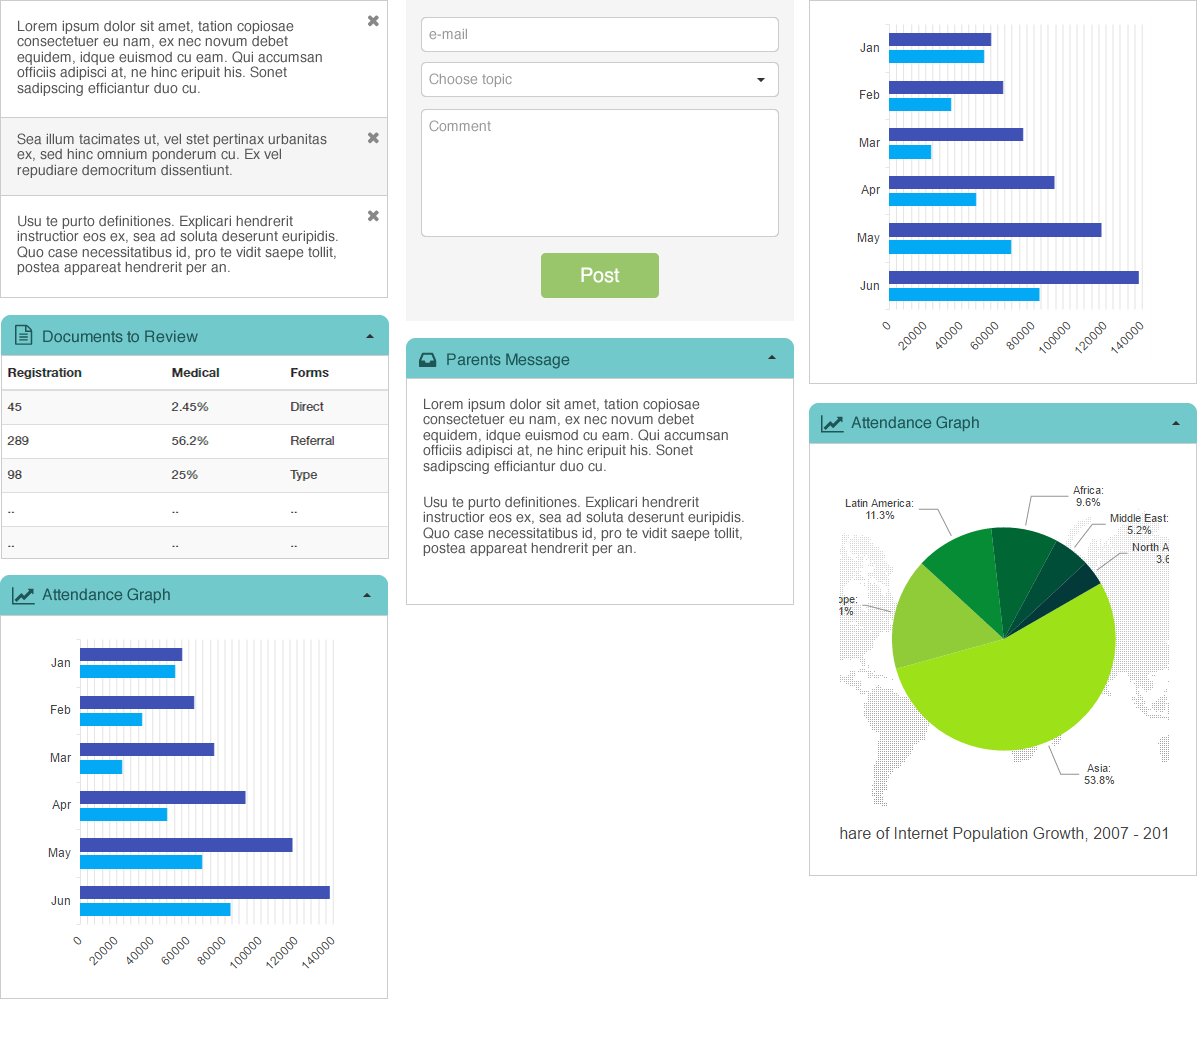 Lorem ipsum dolor sit amet, tation copiosae
consectetuer eu nam, ex nec novum debet
equidem, idque euismod cu eam. Qui accumsan
officiis adipisci at, ne hinc eripuit his. Sonet
sadipscing efficiantur duo cu.
Sea illum tacimates ut, vel stet pertinax urbanitas
ex, sed hinc omnium ponderum cu. Ex vel
repudiare democritum dissentiunt.
Usu te purto definitiones. Explicari hendrerit
instructior eos ex, sea ad soluta deserunt euripidis.
Quo case necessitatibus id, pro te vidit saepe tollit,
postea appareat hendrerit per an.
Documents to Review
Registration Medical Forms
45 2.45% Direct
289 56.2% Referral
98 25% Type
.. .. ..
.. .. ..
Attendance Graph
Jan
Feb
Mar
Apr
May
Jun
0 20000 40000 60000 80000 100000 120000 140000
e-mail
Choose topic
Comment
Post
Parents Message
Lorem ipsum dolor sit amet, tation copiosae
consectetuer eu nam, ex nec novum debet
equidem, idque euismod cu eam. Qui accumsan
officiis adipisci at, ne hinc eripuit his. Sonet
sadipscing efficiantur duo cu.
Usu te purto definitiones. Explicari hendrerit
instructior eos ex, sea ad soluta deserunt euripidis.
Quo case necessitatibus id, pro te vidit saepe tollit,
postea appareat hendrerit per an.
Jan
Feb
Mar
Apr
May
Jun
0 20000 40000 60000 80000 100000 120000 140000
Attendance Graph
Africa:
9.6%
Latin America:
11.3%
Middle East:
5.2%
North A
3.6
ope:
1%
Asia:
53.8%
hare of Internet Population Growth, 2007 - 201